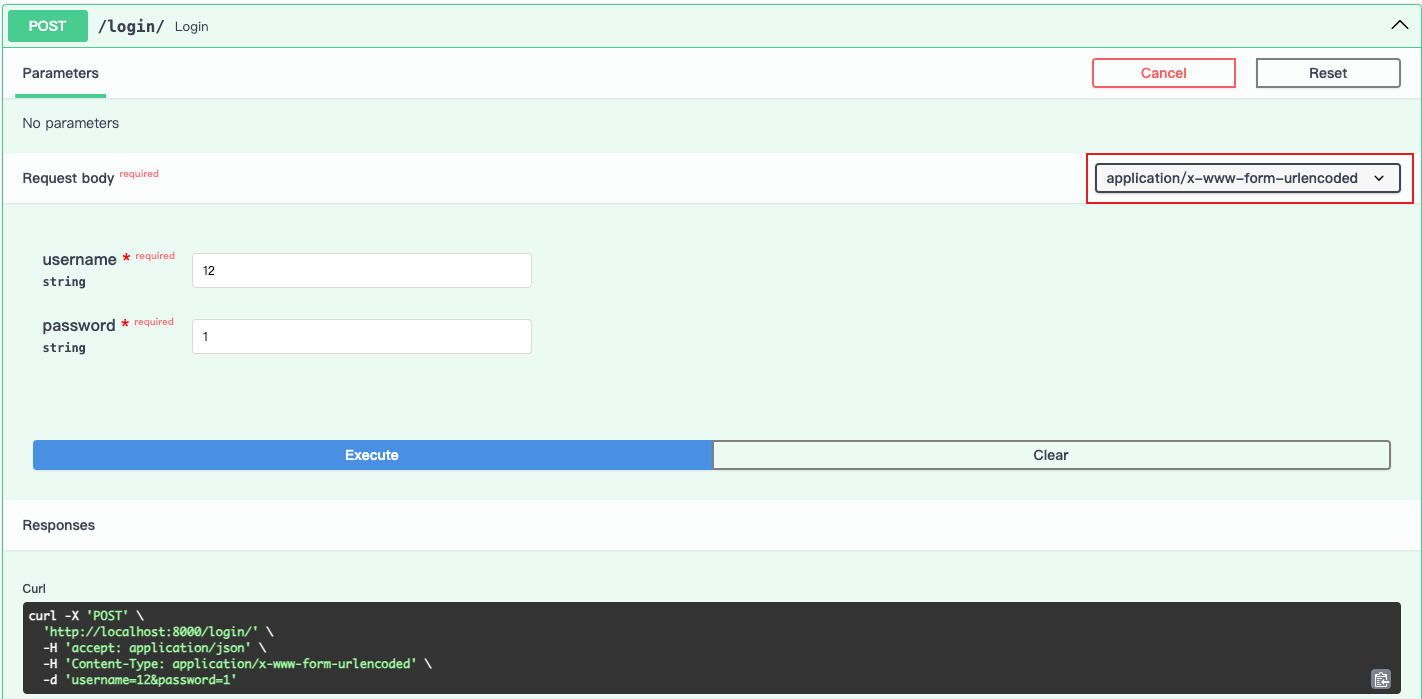 POST /login/ Login
Parameters Cancel Reset
No parameters
Request body required application/x-www-form-urlencoded
username * required 12
string
password * required 1
string
Execute Clear
Responses
Curl
curl -X 'POST' \
  'http://localhost:8000/login/' \
  -H 'accept: application/json' \
  -H 'Content-Type: application/x-www-form-urlencoded' \
  -d 'username=12&password=1'